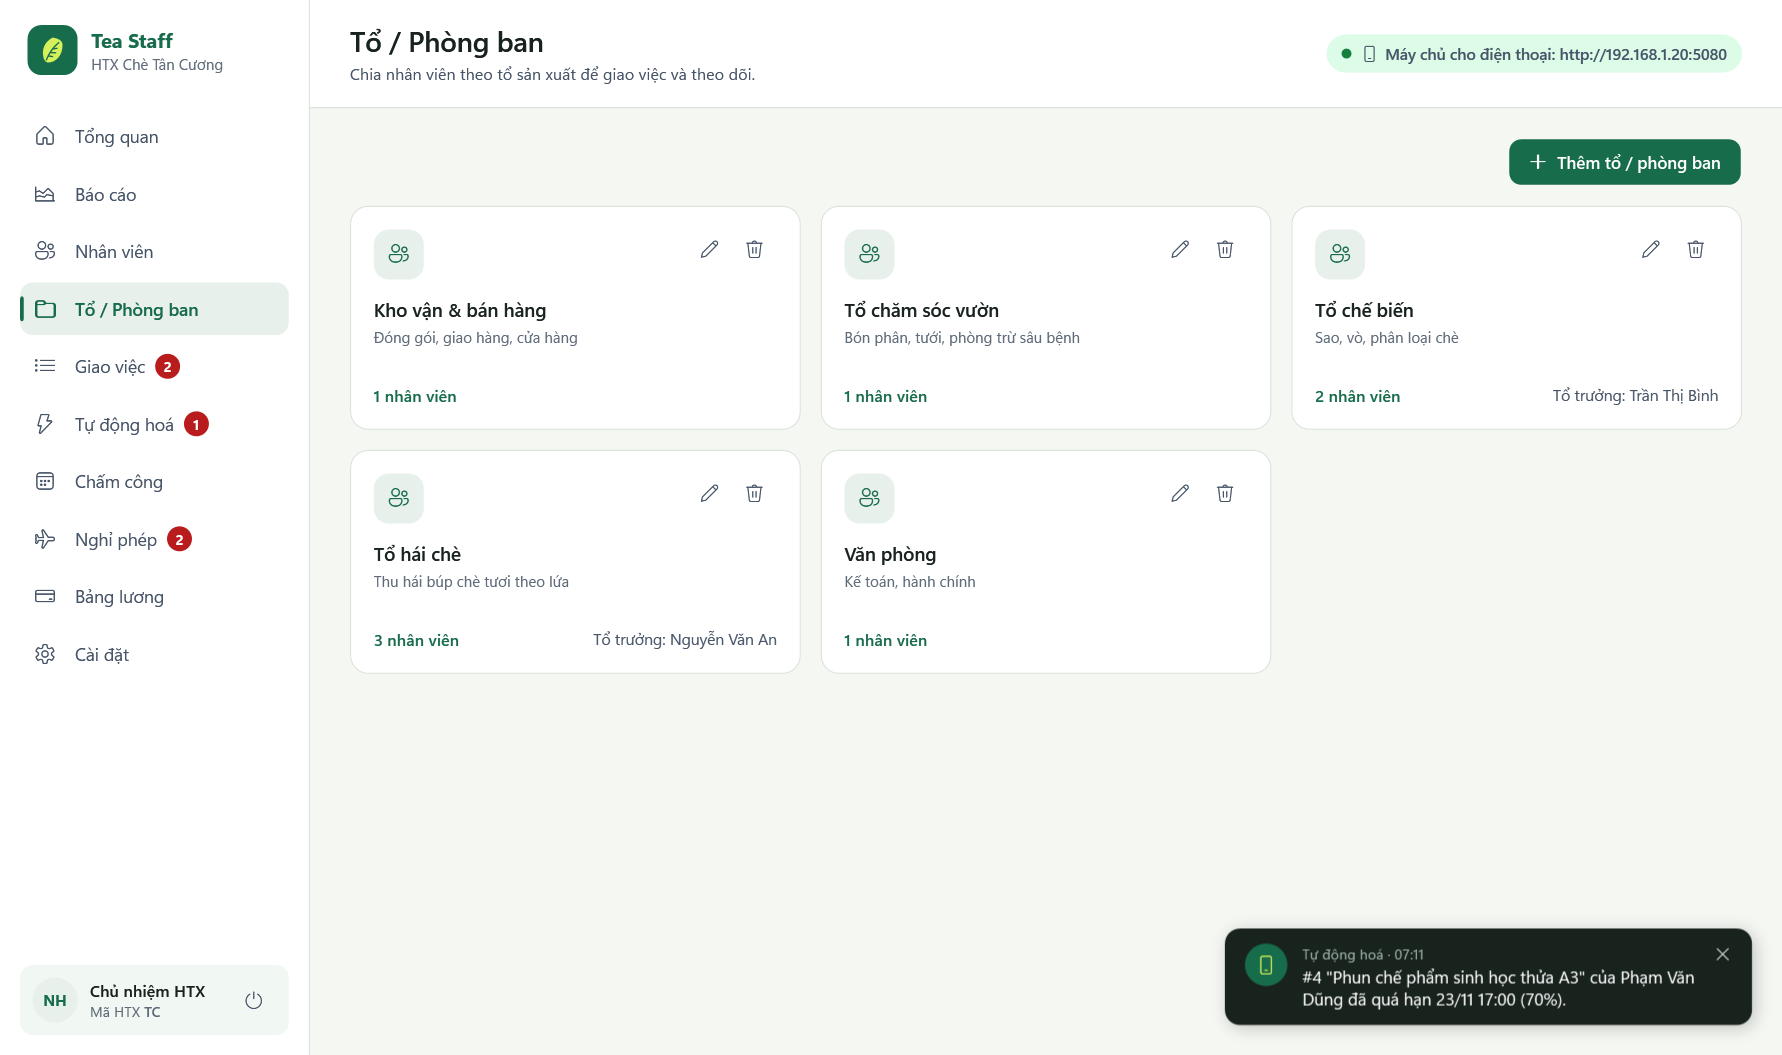 Tea Staff
HTX Chè Tân Cương
Tổng quan
Báo cáo
Nhân viên
Tổ / Phòng ban
Giao việc 2
Tự động hoá 1
Chấm công
Nghỉ phép 2
Bảng lương
Cài đặt
NH
Chủ nhiệm HTX
Mã HTX TC
Tổ / Phòng ban
Chia nhân viên theo tổ sản xuất để giao việc và theo dõi.
Máy chủ cho điện thoại: http://192.168.1.20:5080
Thêm tổ / phòng ban
Kho vận & bán hàng
Đóng gói, giao hàng, cửa hàng
1 nhân viên
Tổ chăm sóc vườn
Bón phân, tưới, phòng trừ sâu bệnh
1 nhân viên
Tổ chế biến
Sao, vò, phân loại chè
2 nhân viên
Tổ trưởng: Trần Thị Bình
Tổ hái chè
Thu hái búp chè tươi theo lứa
3 nhân viên
Tổ trưởng: Nguyễn Văn An
Văn phòng
Kế toán, hành chính
1 nhân viên
Tự động hoá · 07:11
#4 "Phun chế phẩm sinh học thửa A3" của Phạm Văn
Dũng đã quá hạn 23/11 17:00 (70%).